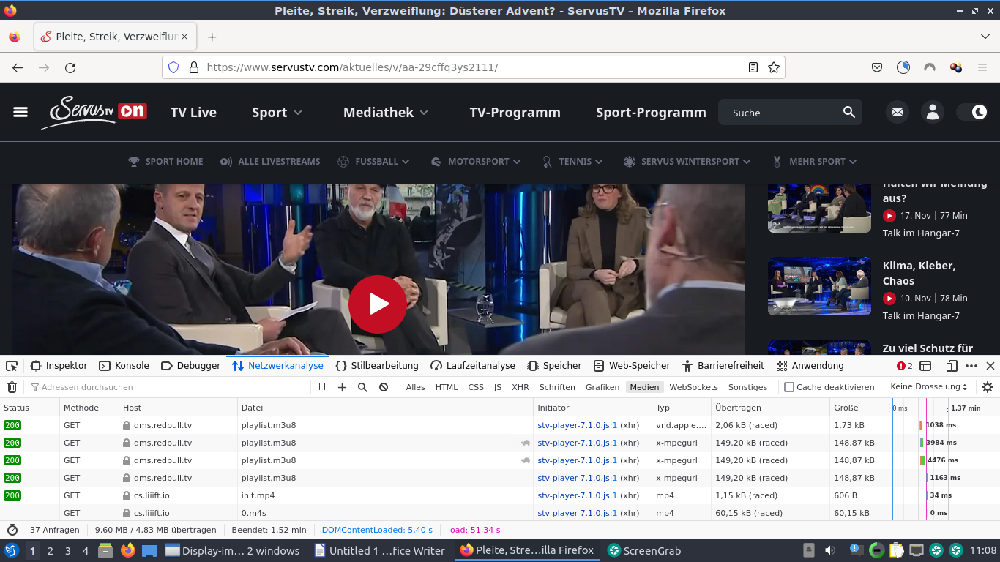 Pleite, Streik, Verzweiflung: Düsterer Advent? - ServusTV – Mozilla Firefox
Pleite, Streik, Verzweiflun
https://www.servustv.com/aktuelles/v/aa-29cffq3ys2111/
ServusTV on TV Live Sport Mediathek TV-Programm Sport-Programm Suche
SPORT HOME ALLE LIVESTREAMS FUSSBALL MOTORSPORT TENNIS SERVUS WINTERSPORT MEHR SPORT
Halten wir Meinung
aus?
17. Nov | 77 Min
Talk im Hangar-7
Klima, Kleber,
Chaos
10. Nov | 78 Min
Talk im Hangar-7
Zu viel Schutz für
Inspektor Konsole Debugger Netzwerkanalyse Stilbearbeitung Laufzeitanalyse Speicher Web-Speicher Barrierefreiheit Anwendung 2
Adressen durchsuchen Alles HTML CSS JS XHR Schriften Grafiken Medien WebSockets Sonstiges Cache deaktivieren Keine Drosselung
Status Methode Host Datei Initiator Typ Übertragen Größe 0 ms 1,37 min
200 GET dms.redbull.tv playlist.m3u8 stv-player-7.1.0.js:1 (xhr) vnd.apple.… 2,06 kB (raced) 1,73 kB 1038 ms
200 GET dms.redbull.tv playlist.m3u8 stv-player-7.1.0.js:1 (xhr) x-mpegurl 149,20 kB (raced) 148,87 kB 3984 ms
200 GET dms.redbull.tv playlist.m3u8 stv-player-7.1.0.js:1 (xhr) x-mpegurl 149,20 kB (raced) 148,87 kB 4476 ms
200 GET dms.redbull.tv playlist.m3u8 stv-player-7.1.0.js:1 (xhr) x-mpegurl 149,20 kB (raced) 148,87 kB 1163 ms
200 GET cs.liiift.io init.mp4 stv-player-7.1.0.js:1 (xhr) mp4 1,15 kB (raced) 606 B 34 ms
GET cs.liiift.io 0.m4s stv-player-7.1.0.js:1 (xhr) mp4 60,15 kB (raced) 60,15 kB 0 ms
37 Anfragen 9,60 MB / 4,83 MB übertragen Beendet: 1,52 min DOMContentLoaded: 5,40 s load: 51,34 s
1 2 3 4 Display-im… 2 windows Untitled 1 …fice Writer Pleite, Stre…illa Firefox ScreenGrab 11:08